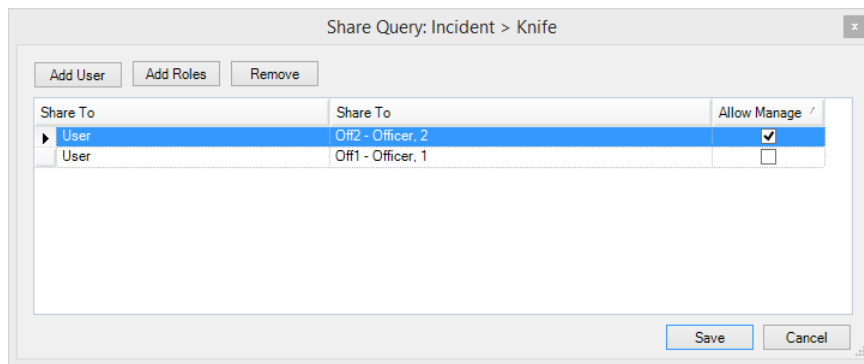 Share Query: Incident > Knife
x
Add User Add Roles Remove
Share To Share To Allow Manage
User Off2 - Officer, 2
User Off1 - Officer, 1
Save Cancel